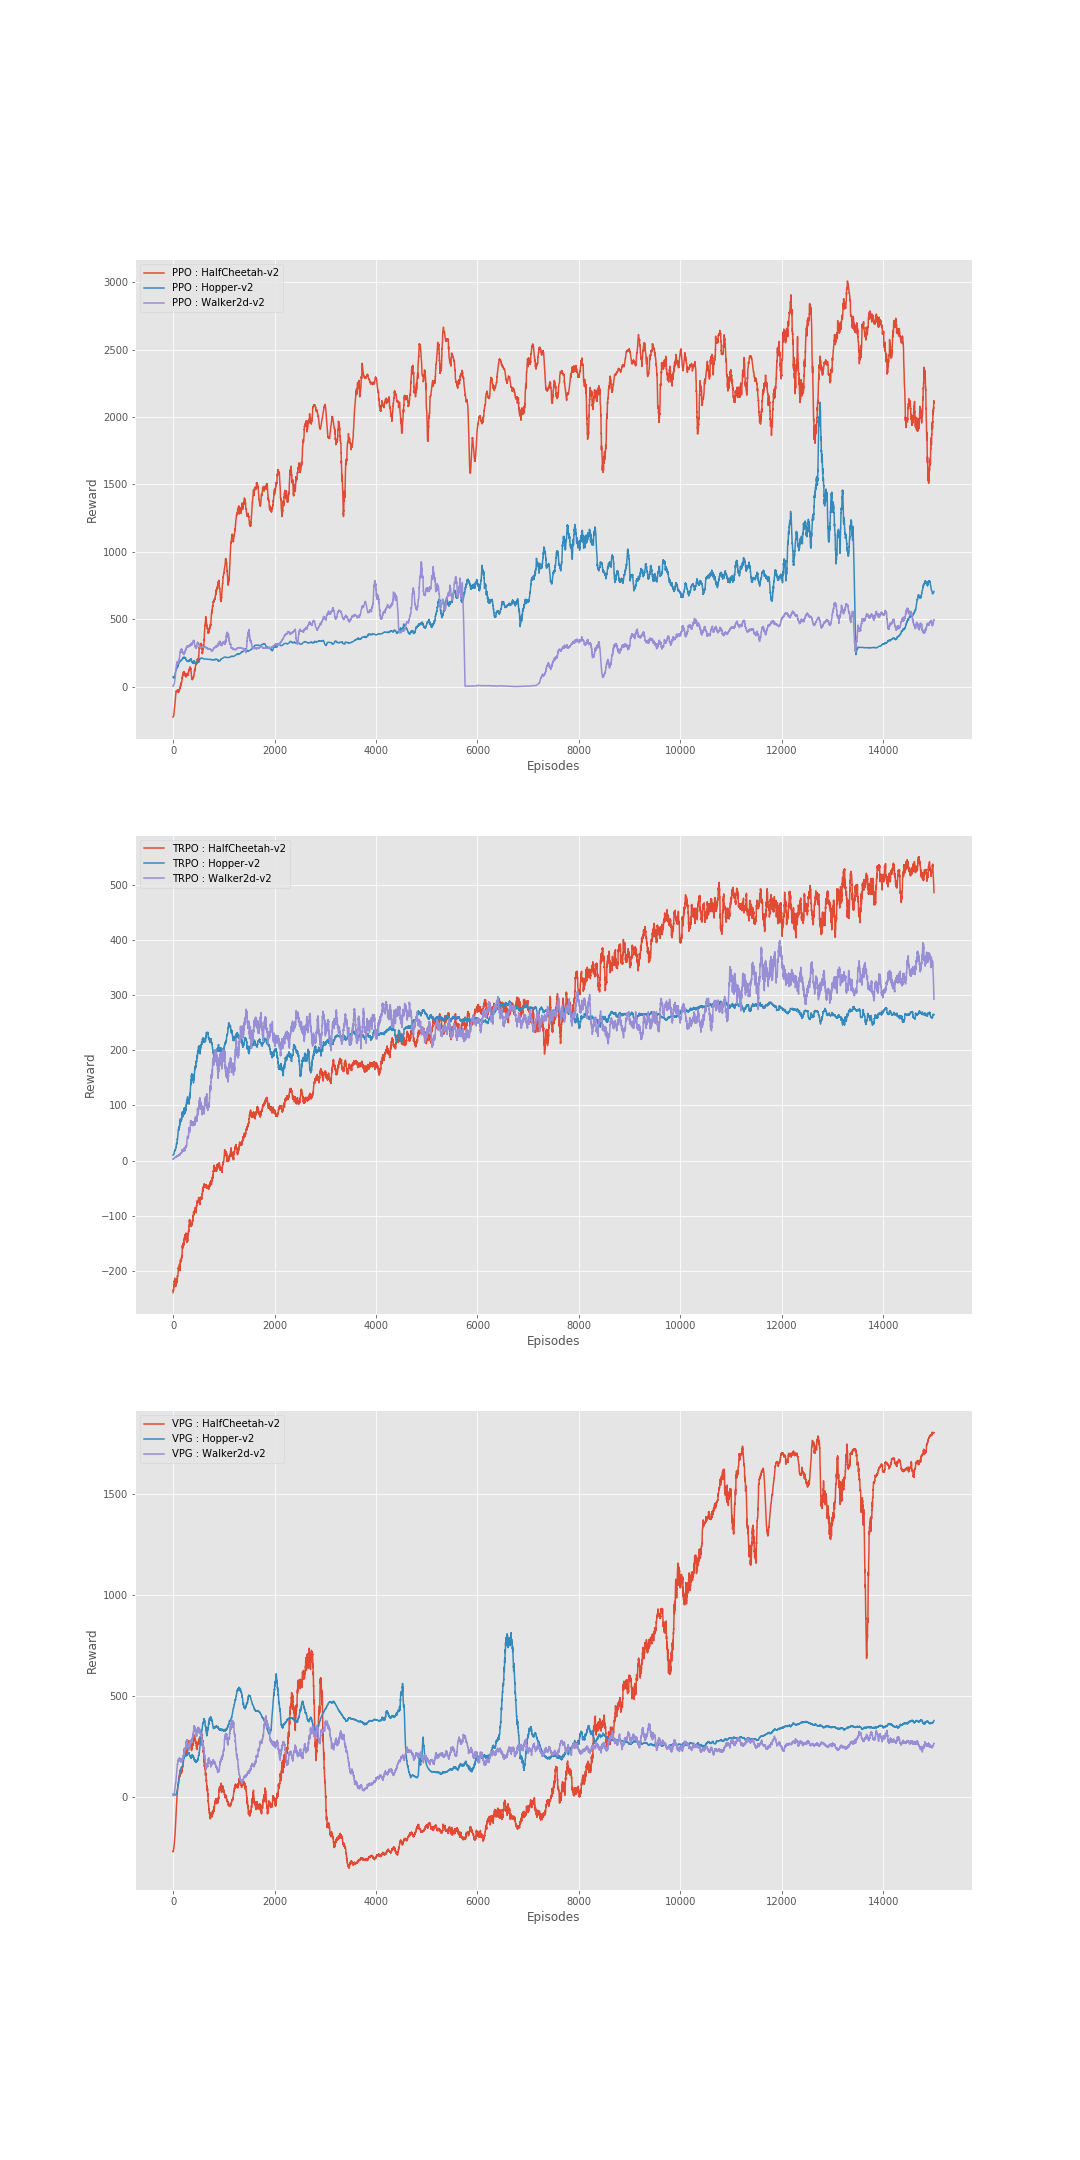 PPO : HalfCheetah-v2
PPO : Hopper-v2
PPO : Walker2d-v2
3000
2500
2000
1500
1000
500
0
Reward
0 2000 4000 6000 8000 10000 12000 14000
Episodes
TRPO : HalfCheetah-v2
TRPO : Hopper-v2
TRPO : Walker2d-v2
500
400
300
200
100
0
−100
−200
Reward
0 2000 4000 6000 8000 10000 12000 14000
Episodes
VPG : HalfCheetah-v2
VPG : Hopper-v2
VPG : Walker2d-v2
1500
1000
500
0
Reward
0 2000 4000 6000 8000 10000 12000 14000
Episodes